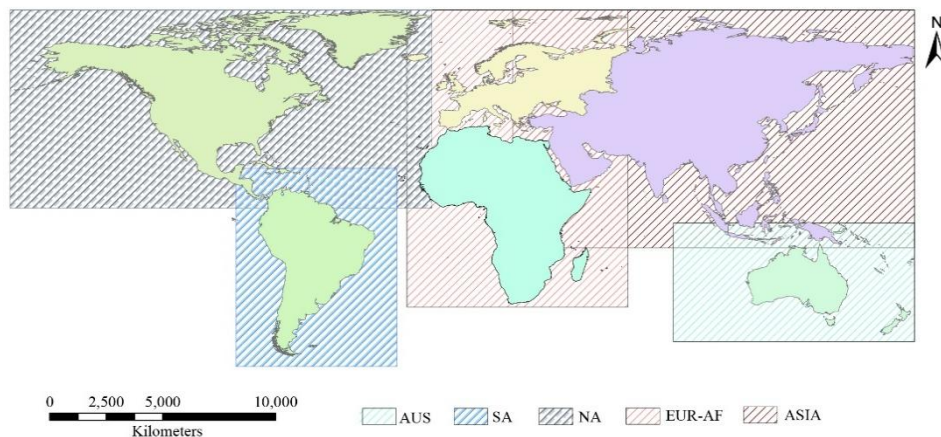 N
0 2,500 5,000 10,000
Kilometers
AUS SA NA EUR-AF ASIA